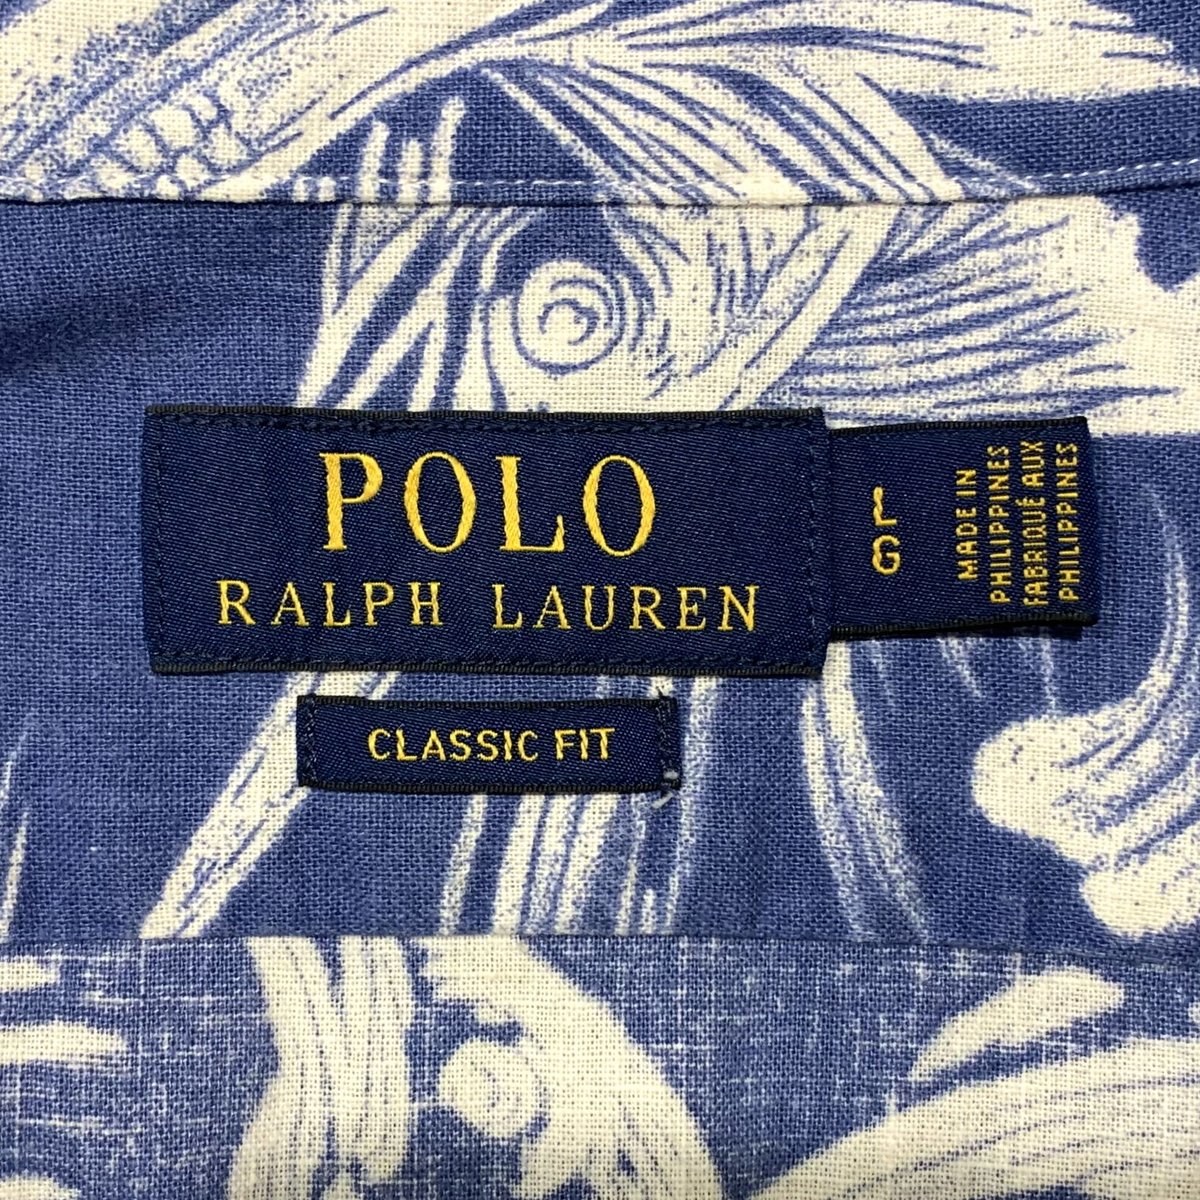 POLO
RALPH LAUREN
L
G
MADE IN
PHILIPPINES
FABRIQUÉ AUX
PHILIPPINES
CLASSIC FIT